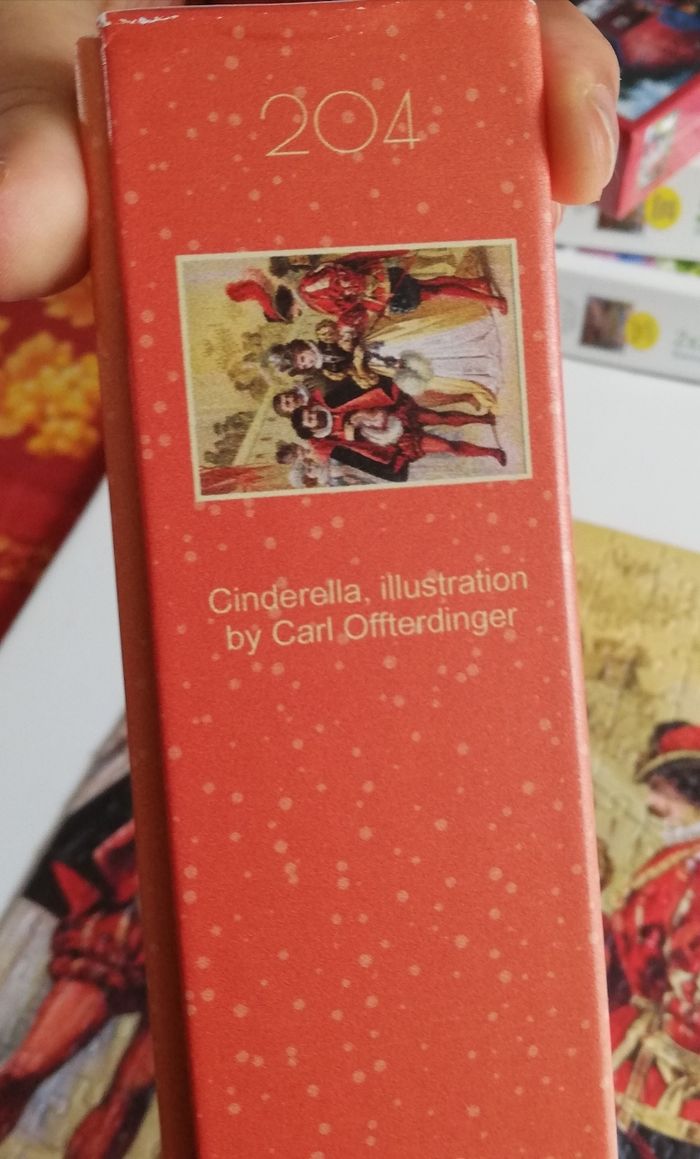 204
Cinderella, illustration
by Carl Offterdinger